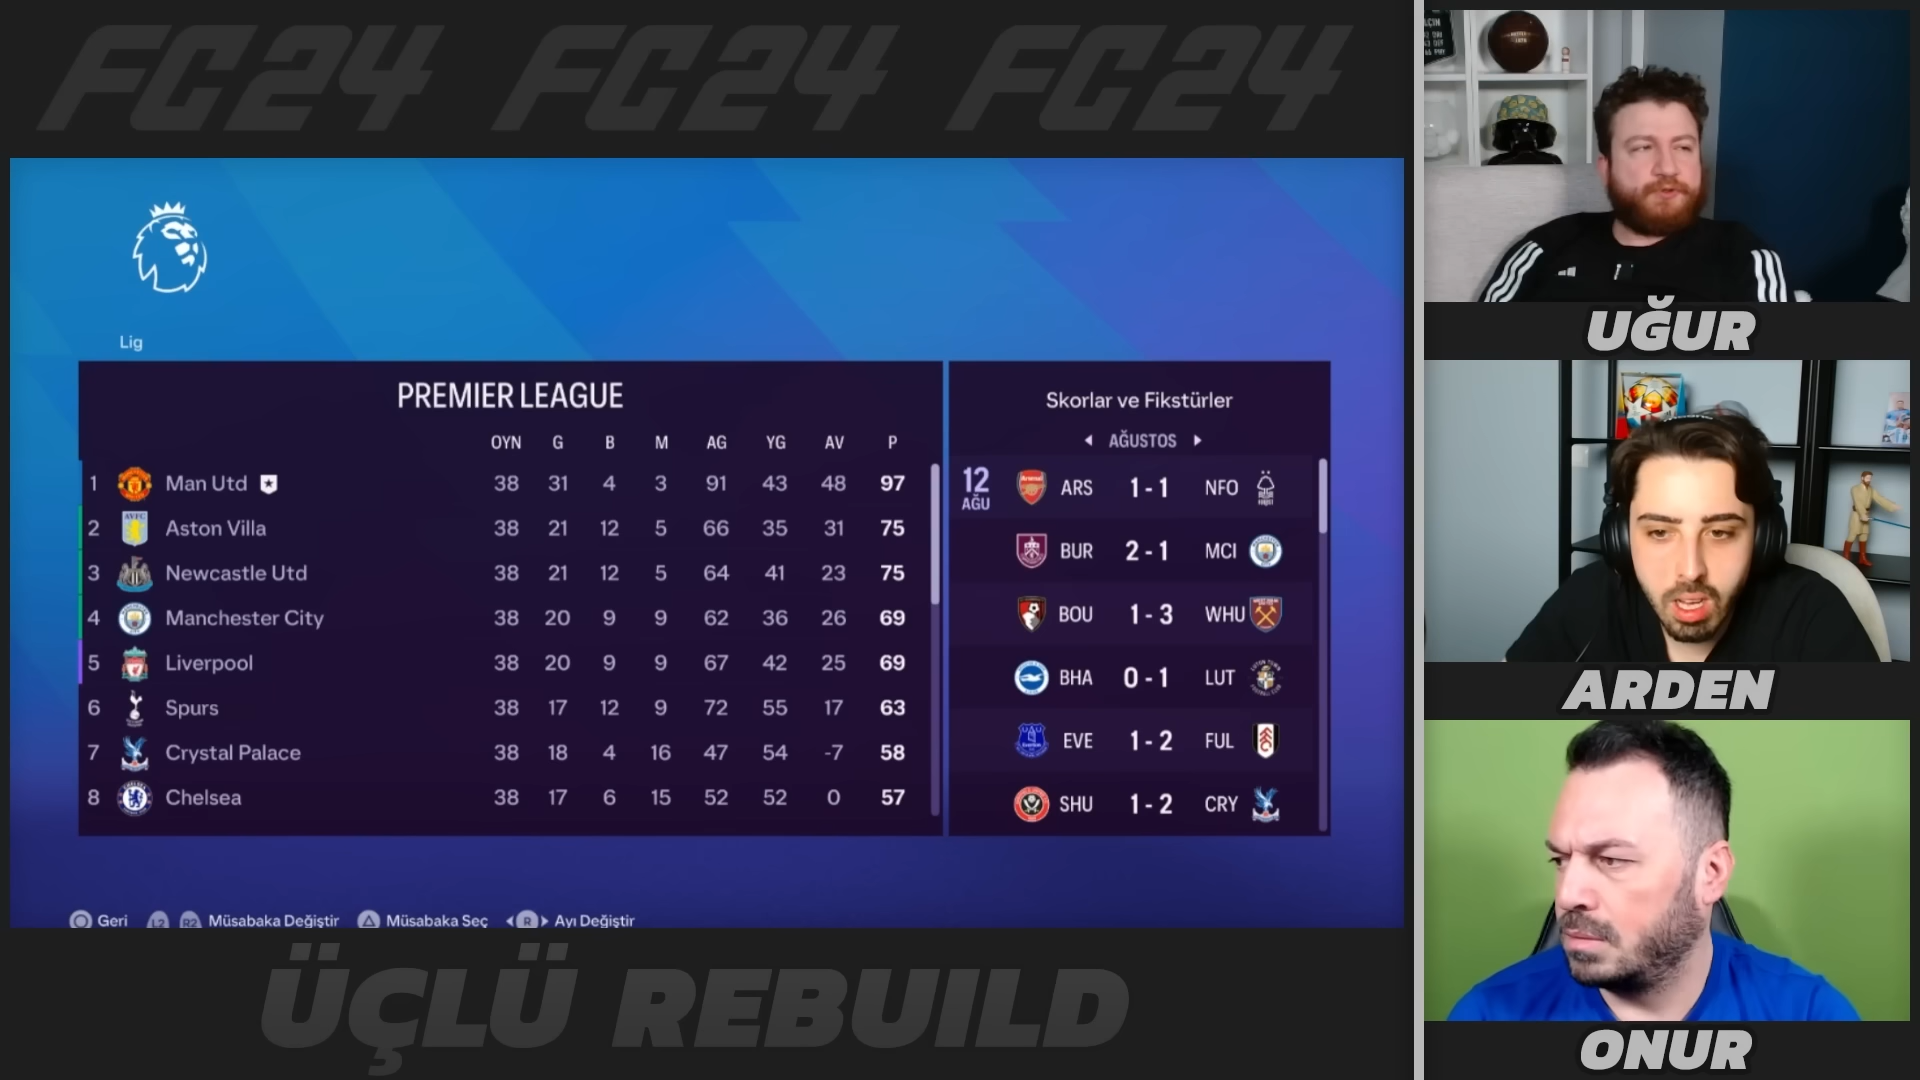 FC24 FC24 FC24
Lig
PREMIER LEAGUE
OYN G B M AG YG AV P
1 Man Utd 38 31 4 3 91 43 48 97
2 Aston Villa 38 21 12 5 66 35 31 75
3 Newcastle Utd 38 21 12 5 64 41 23 75
4 Manchester City 38 20 9 9 62 36 26 69
5 Liverpool 38 20 9 9 67 42 25 69
6 Spurs 38 17 12 9 72 55 17 63
7 Crystal Palace 38 18 4 16 47 54 -7 58
8 Chelsea 38 17 6 15 52 52 0 57
Skorlar ve Fikstürler
AĞUSTOS
12 AĞU
ARS 1 - 1 NFO
BUR 2 - 1 MCI
BOU 1 - 3 WHU
BHA 0 - 1 LUT
EVE 1 - 2 FUL
SHU 1 - 2 CRY
Geri L2 R2 Müsabaka Değiştir Müsabaka Seç R Ayı Değiştir
ÜÇLÜ REBUILD
UĞUR
ARDEN
ONUR